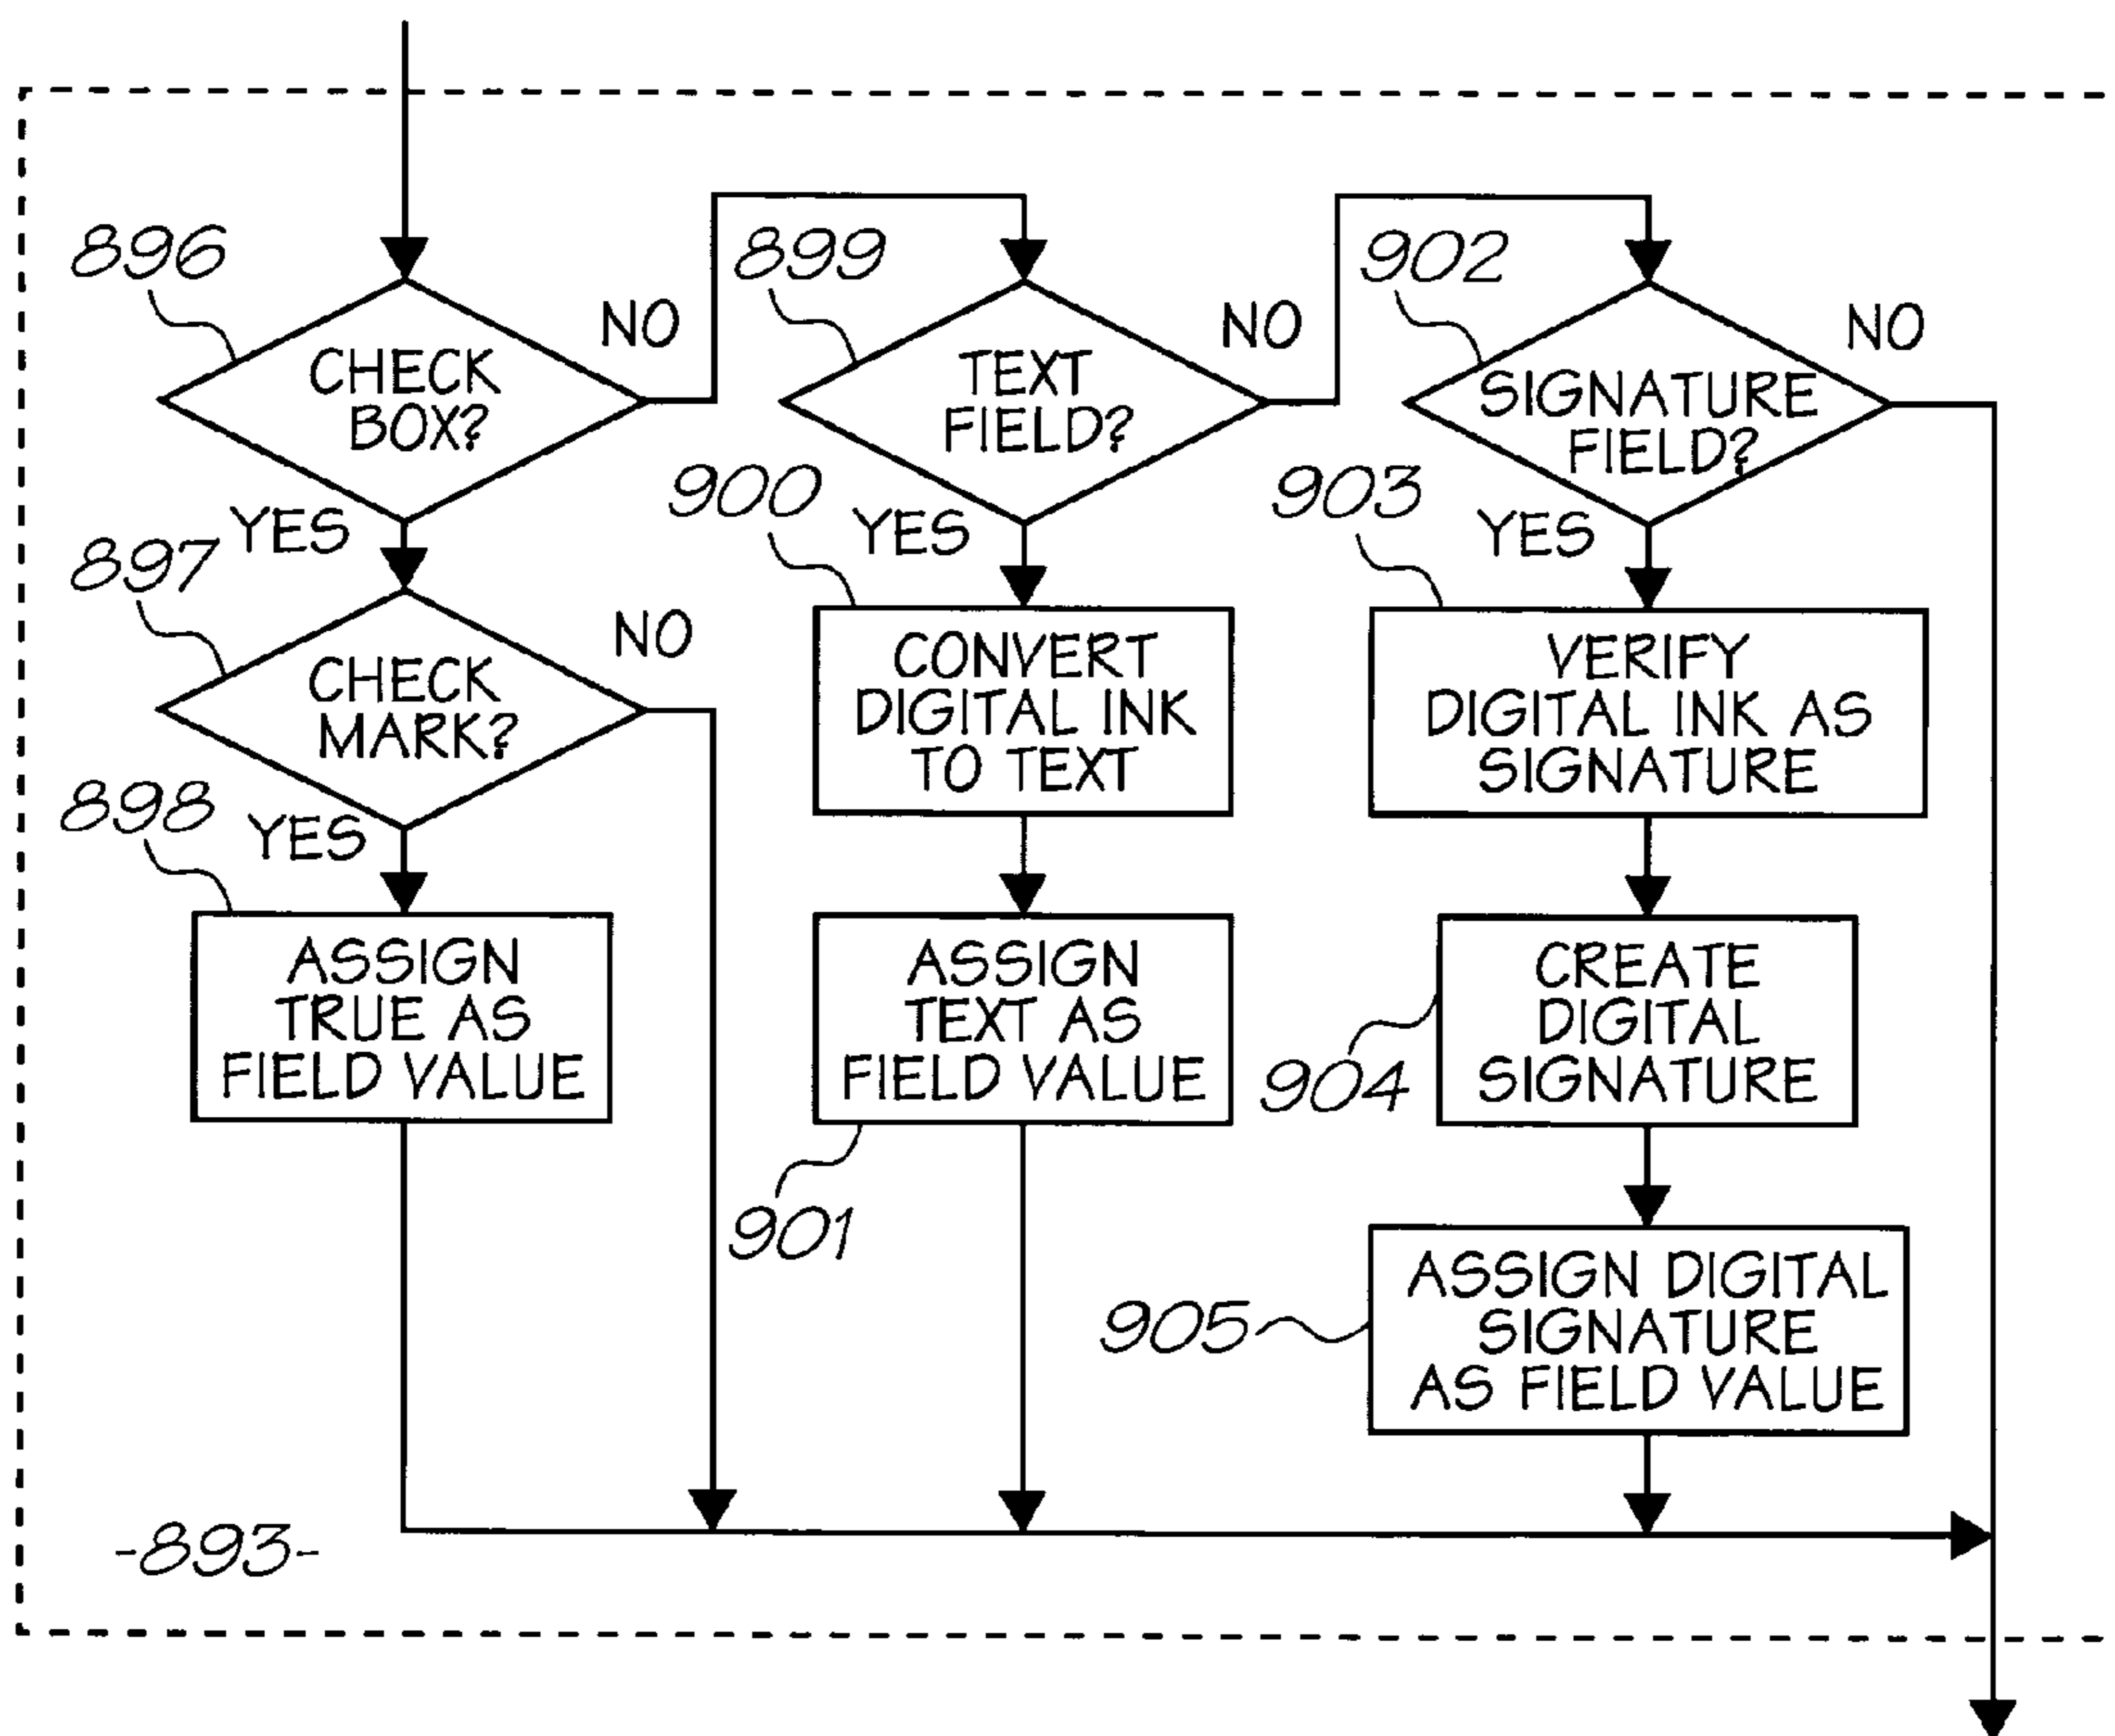 896
CHECK
BOX?
NO
YES
899
TEXT
FIELD?
NO
YES
902
SIGNATURE
FIELD?
NO
YES
897
CHECK
MARK?
NO
YES
900
CONVERT
DIGITAL INK
TO TEXT
903
VERIFY
DIGITAL INK AS
SIGNATURE
898
ASSIGN
TRUE AS
FIELD VALUE
ASSIGN
TEXT AS
FIELD VALUE
901
CREATE
DIGITAL
SIGNATURE
904
905
ASSIGN DIGITAL
SIGNATURE
AS FIELD VALUE
-893-